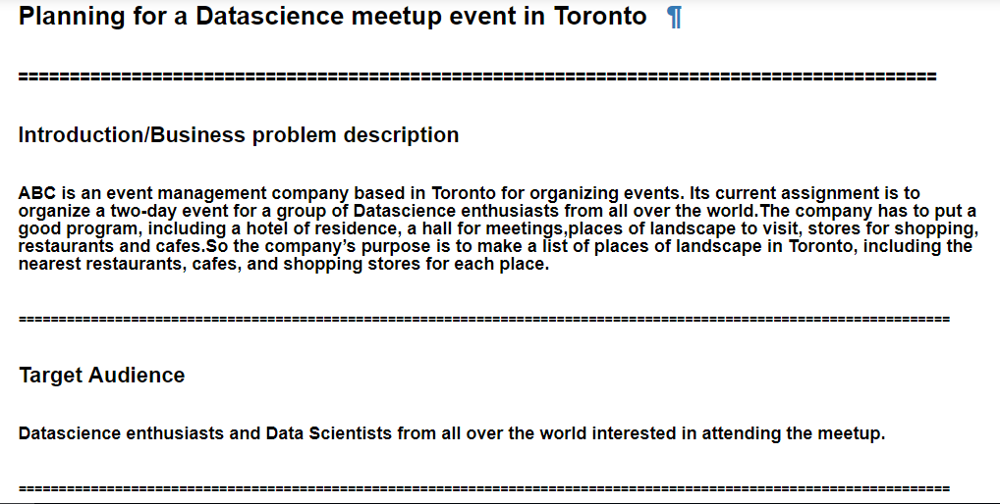 Planning for a Datascience meetup event in Toronto ¶
==========================================================================================
Introduction/Business problem description
ABC is an event management company based in Toronto for organizing events. Its current assignment is to
organize a two-day event for a group of Datascience enthusiasts from all over the world.The company has to put a
good program, including a hotel of residence, a hall for meetings,places of landscape to visit, stores for shopping,
restaurants and cafes.So the company's purpose is to make a list of places of landscape in Toronto, including the
nearest restaurants, cafes, and shopping stores for each place.
====================================================================================================================
Target Audience
Datascience enthusiasts and Data Scientists from all over the world interested in attending the meetup.
====================================================================================================================